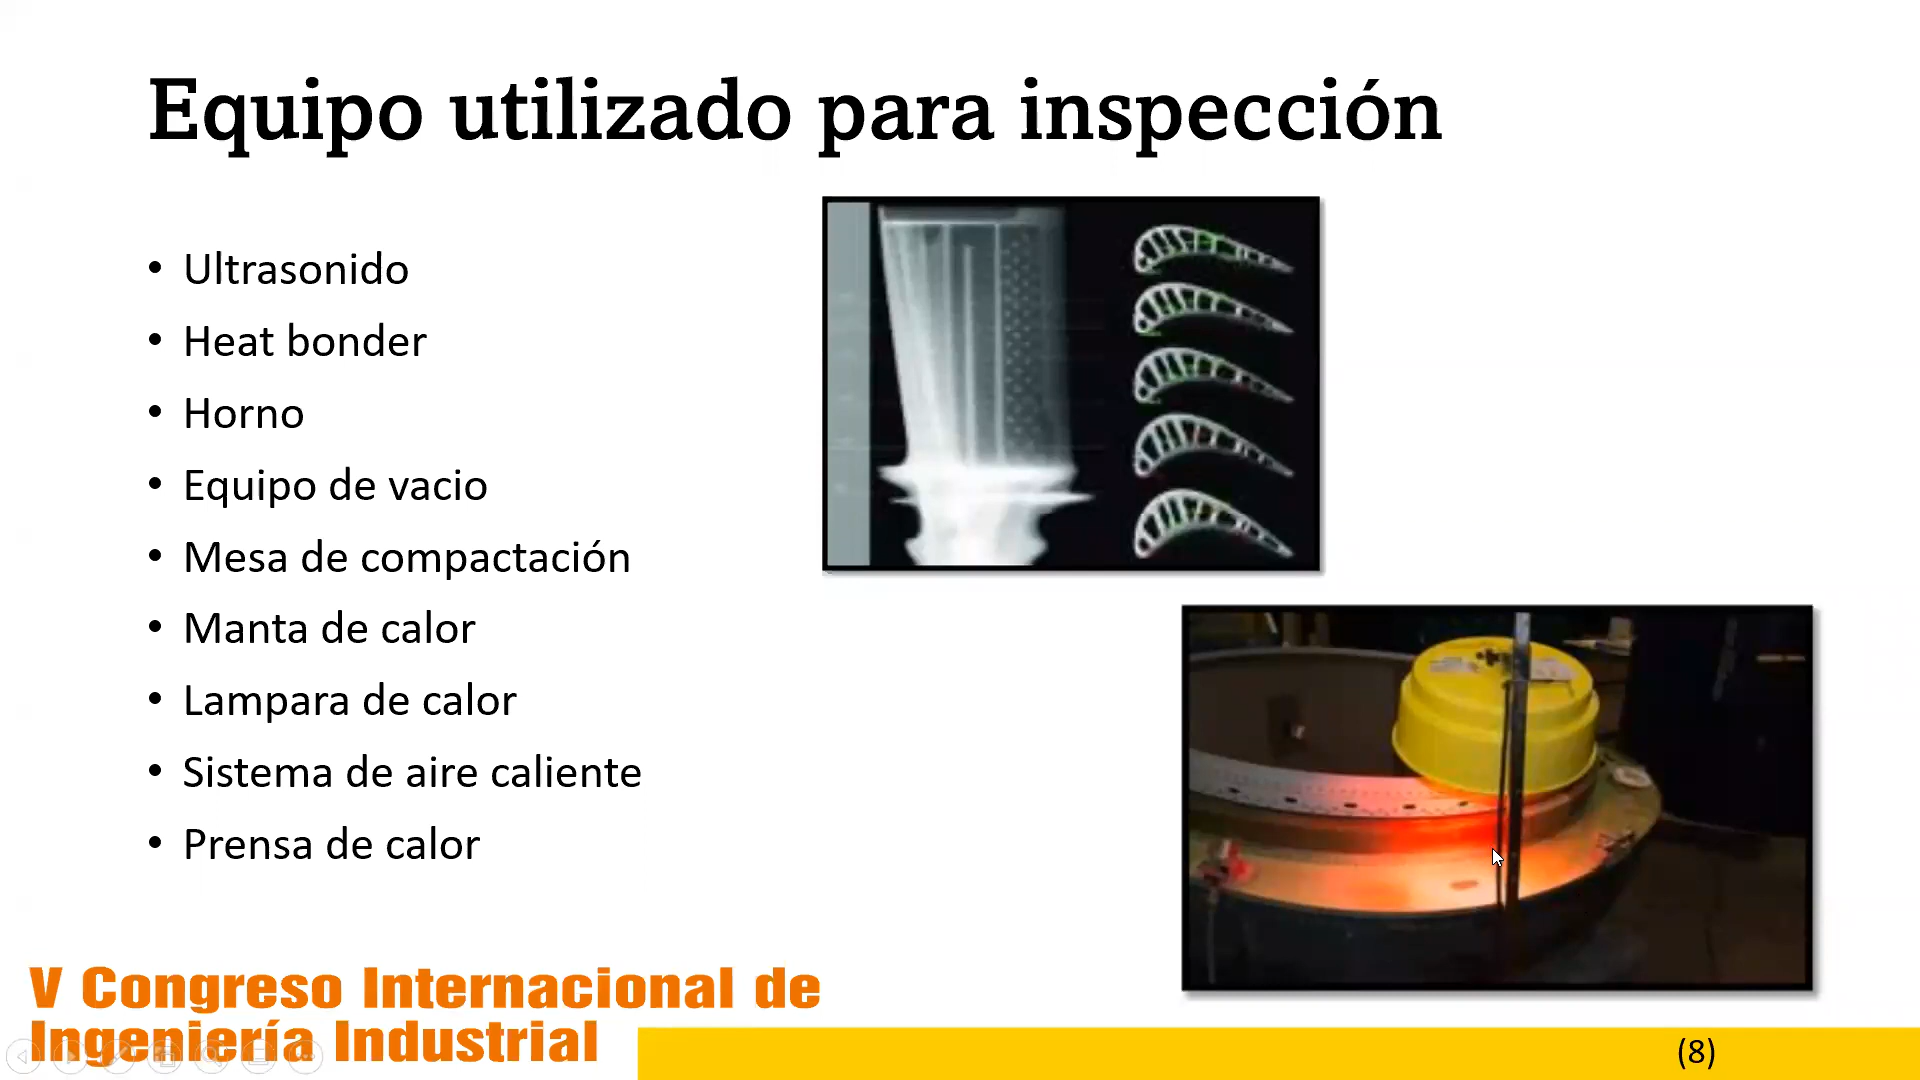 Equipo utilizado para inspección
• Ultrasonido
• Heat bonder
• Horno
• Equipo de vacio
• Mesa de compactación
• Manta de calor
• Lampara de calor
• Sistema de aire caliente
• Prensa de calor
V Congreso Internacional de
Ingeniería Industrial
(8)